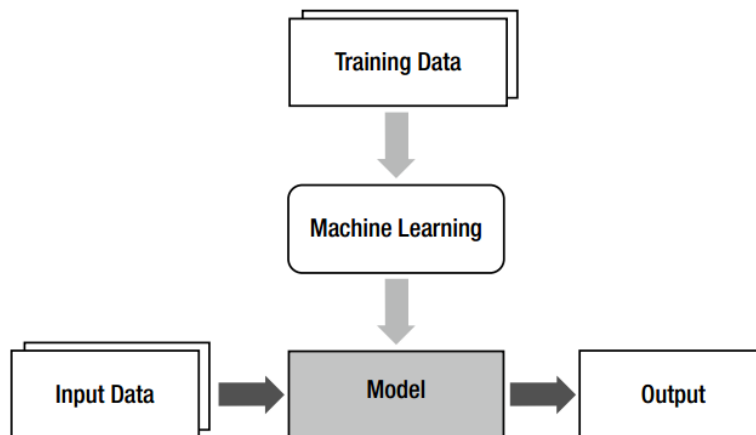 Training Data
Machine Learning
Input Data
Model
Output